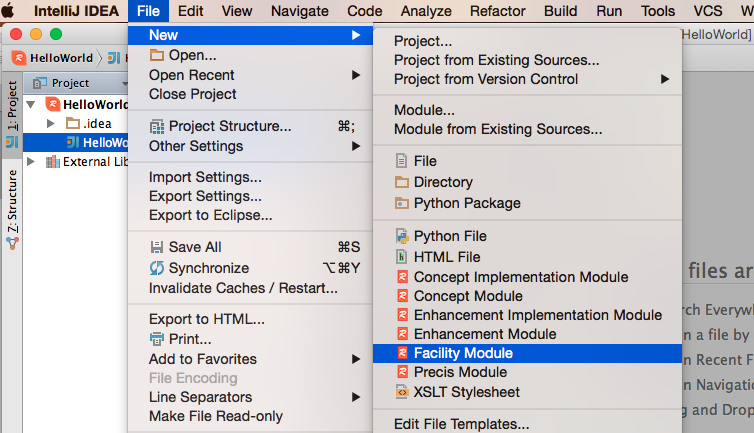 IntelliJ IDEA File Edit View Navigate Code Analyze Refactor Build Run Tools VCS
HelloWorld]
HelloWorld
Project
1: Project
HelloWorld
.idea
HelloWo
External Lib
Z: Structure
New
Open...
Open Recent
Close Project
Project Structure... ⌘;
Other Settings
Import Settings...
Export Settings...
Export to Eclipse...
Save All ⌘S
Synchronize ⌥⌘Y
Invalidate Caches / Restart...
Export to HTML...
Print...
Add to Favorites
File Encoding
Line Separators
Make File Read-only
Project...
Project from Existing Sources...
Project from Version Control
Module...
Module from Existing Sources...
File
Directory
Python Package
Python File
HTML File
Concept Implementation Module
Concept Module
Enhancement Implementation Module
Enhancement Module
Facility Module
Precis Module
XSLT Stylesheet
Edit File Templates...
files ar
rch Everywh
n a file by
n Recent F
n Navigatio
g and Drop